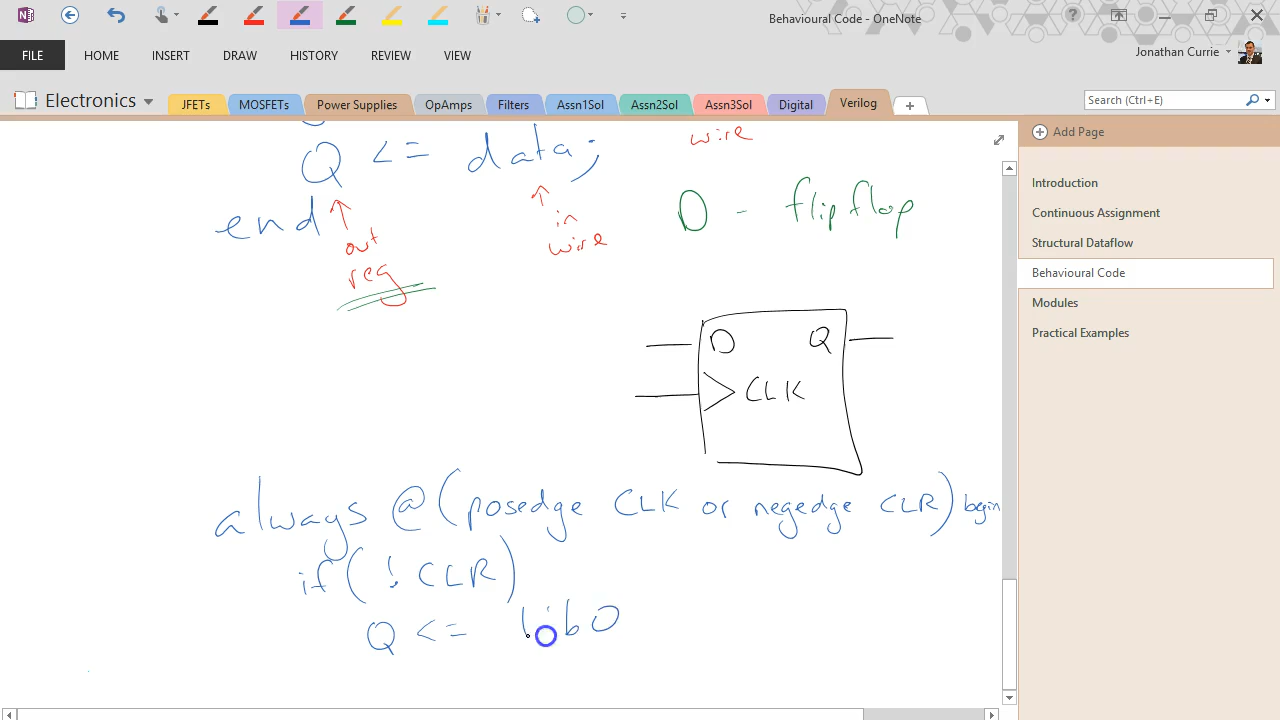 Behavioural Code - OneNote
Jonathan Currie
FILE HOME INSERT DRAW HISTORY REVIEW VIEW
Electronics JFETs MOSFETs Power Supplies OpAmps Filters Assn1Sol Assn2Sol Assn3Sol Digital Verilog
Search (Ctrl+E)
Add Page
Introduction
Continuous Assignment
Structural Dataflow
Behavioural Code
Modules
Practical Examples
wire
Q <= data;
end
out
reg
in
wire
D - flipflop
D Q
CLK
always @(posedge CLK or negedge CLR) begin
if(!CLR)
Q <= 1'b0